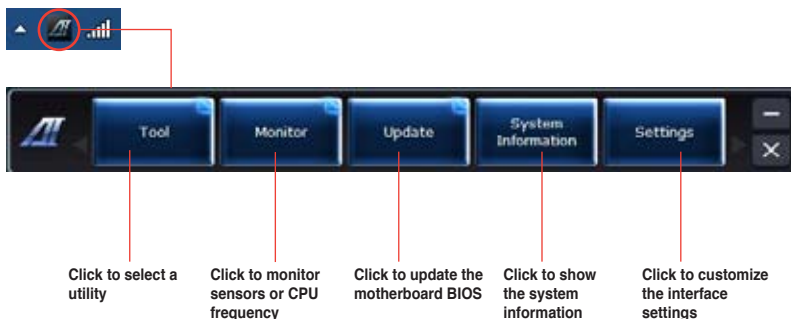 Tool
Monitor
Update
System
Information
Settings
Click to select a
utility
Click to monitor
sensors or CPU
frequency
Click to update the
motherboard BIOS
Click to show
the system
information
Click to customize
the interface
settings